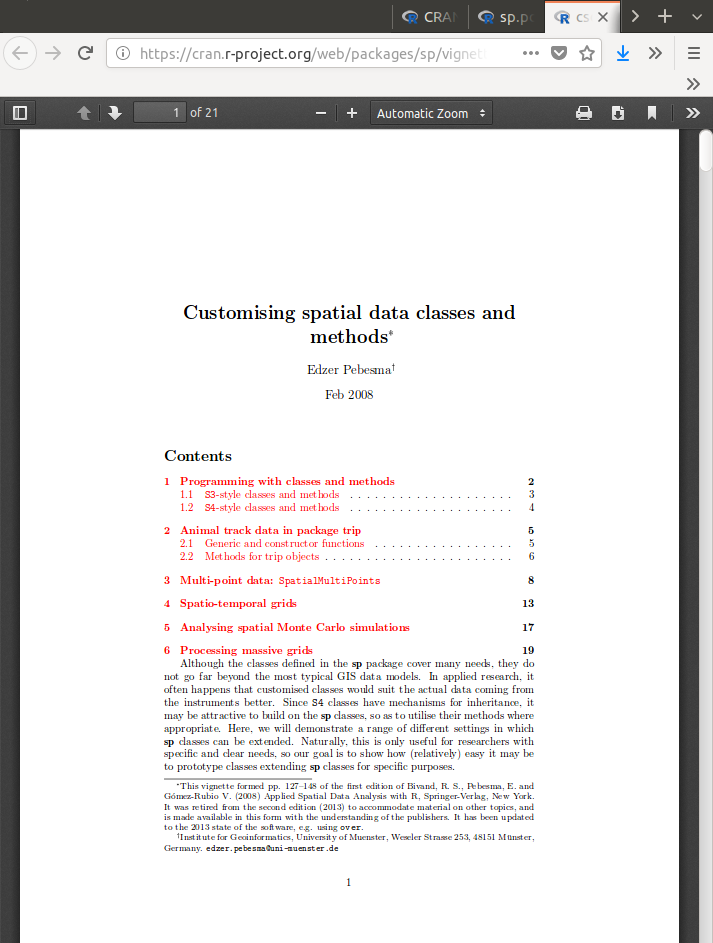 CRAN
sp.p
cs
https://cran.r-project.org/web/packages/sp/vignet
1 of 21
Automatic Zoom
Customising spatial data classes and
methods*
Edzer Pebesma†
Feb 2008
Contents
1 Programming with classes and methods 2
1.1 S3-style classes and methods . . . . . . . . . . . . . . . . . . . . 3
1.2 S4-style classes and methods . . . . . . . . . . . . . . . . . . . . 4
2 Animal track data in package trip 5
2.1 Generic and constructor functions . . . . . . . . . . . . . . . . . 5
2.2 Methods for trip objects . . . . . . . . . . . . . . . . . . . . . . . 6
3 Multi-point data: SpatialMultiPoints 8
4 Spatio-temporal grids 13
5 Analysing spatial Monte Carlo simulations 17
6 Processing massive grids 19
Although the classes defined in the sp package cover many needs, they do
not go far beyond the most typical GIS data models. In applied research, it
often happens that customised classes would suit the actual data coming from
the instruments better. Since S4 classes have mechanisms for inheritance, it
may be attractive to build on the sp classes, so as to utilise their methods where
appropriate. Here, we will demonstrate a range of different settings in which
sp classes can be extended. Naturally, this is only useful for researchers with
specific and clear needs, so our goal is to show how (relatively) easy it may be
to prototype classes extending sp classes for specific purposes.
*This vignette formed pp. 127–148 of the first edition of Bivand, R. S., Pebesma, E. and
Gómez-Rubio V. (2008) Applied Spatial Data Analysis with R, Springer-Verlag, New York.
It was retired from the second edition (2013) to accommodate material on other topics, and
is made available in this form with the understanding of the publishers. It has been updated
to the 2013 state of the software, e.g. using over.
†Institute for Geoinformatics, University of Muenster, Weseler Strasse 253, 48151 Münster,
Germany. edzer.pebesma@uni-muenster.de
1